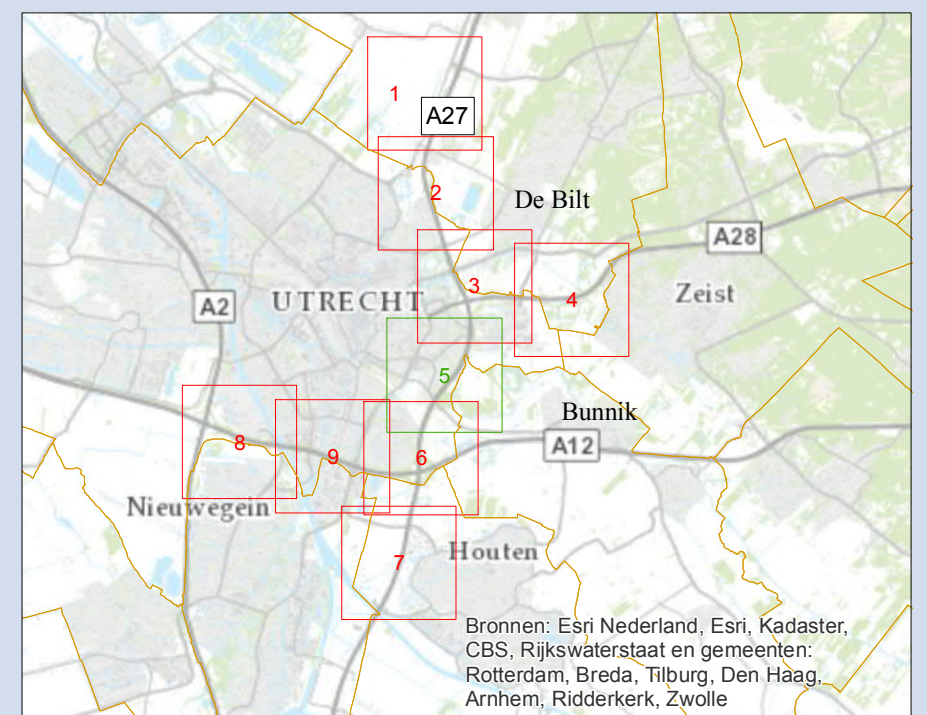 1
A27
2
De Bilt
A28
3
4
Zeist
A2
UTRECHT
5
Bunnik
8
9
6
A12
Nieuwegein
7
Houten
Bronnen: Esri Nederland, Esri, Kadaster,
CBS, Rijkswaterstaat en gemeenten:
Rotterdam, Breda, Tilburg, Den Haag,
Arnhem, Ridderkerk, Zwolle